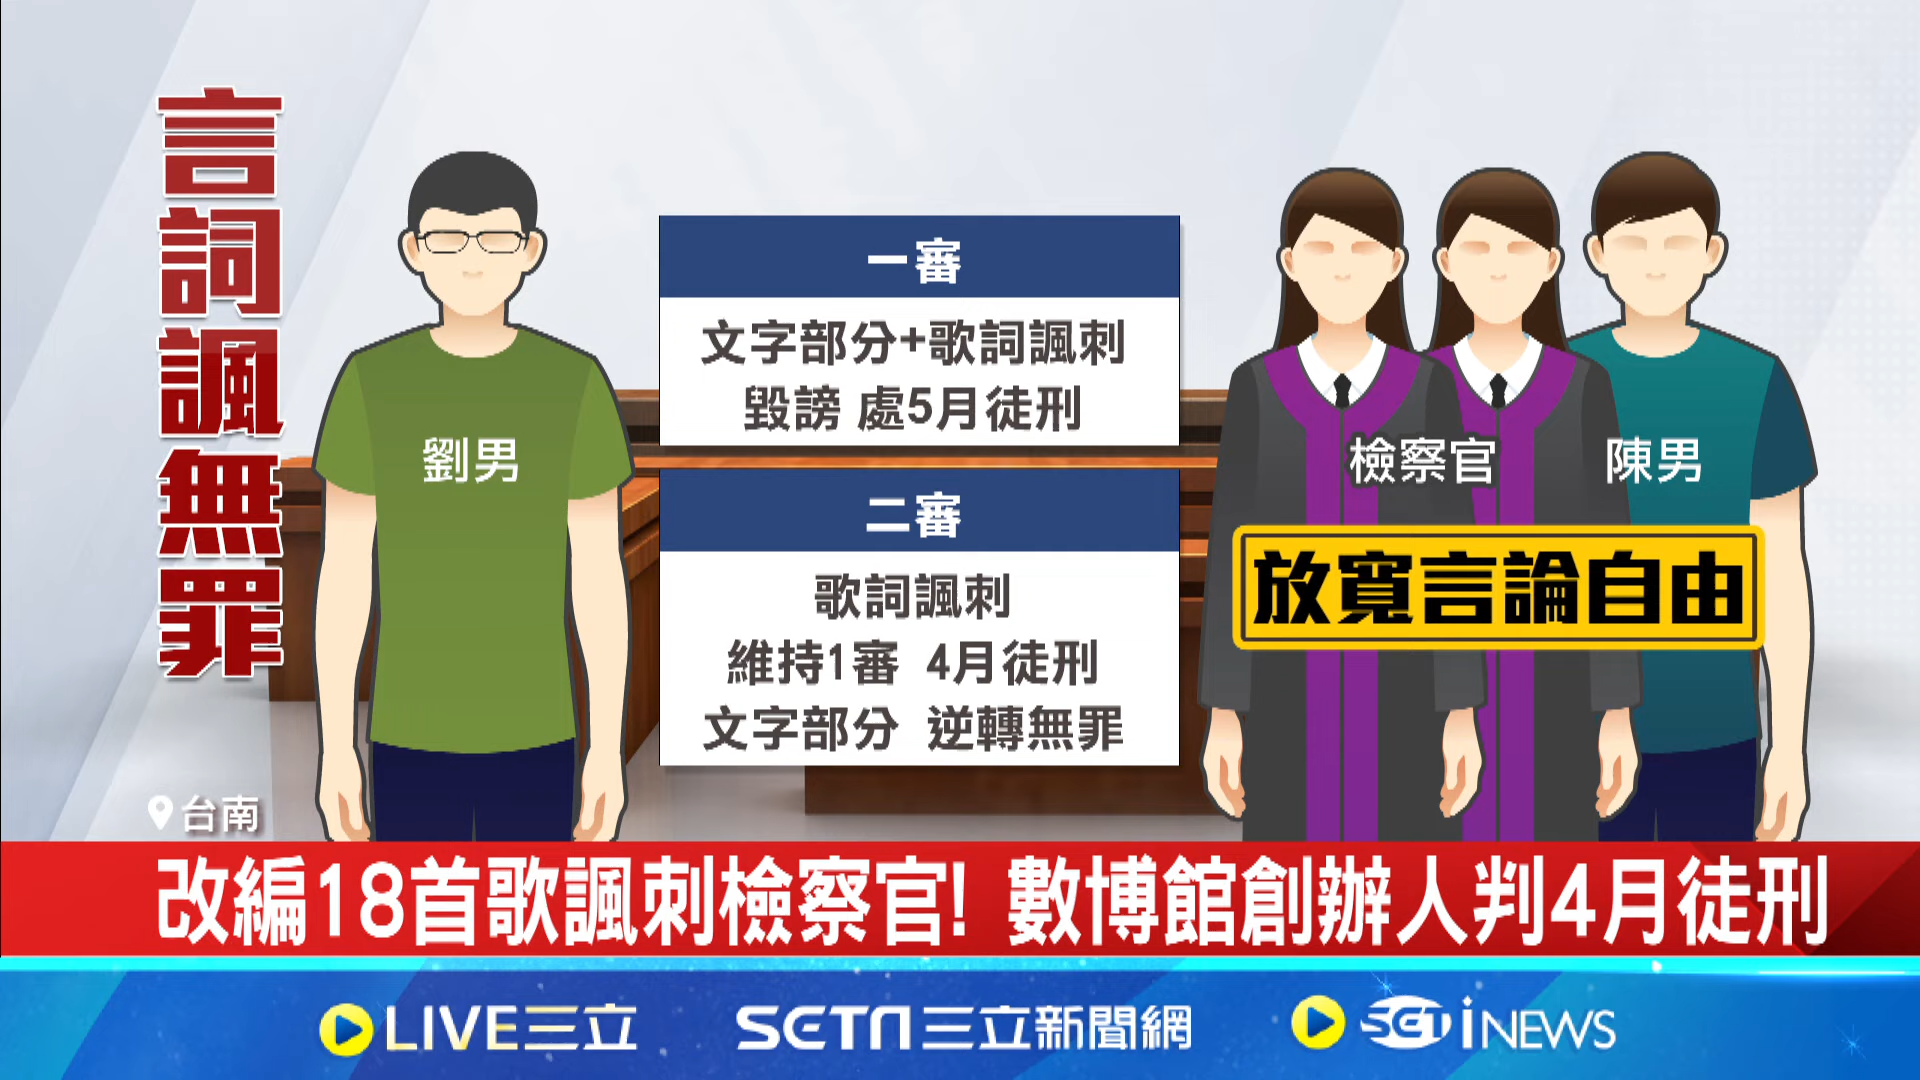 言詞諷無罪
劉男
一審
文字部分+歌詞諷刺
毀謗 處5月徒刑
二審
歌詞諷刺
維持1審 4月徒刑
文字部分 逆轉無罪
檢察官
陳男
放寬言論自由
台南
改編18首歌諷刺檢察官! 數博館創辦人判4月徒刑
LIVE三立
SETN三立新聞網
SET iNEWS